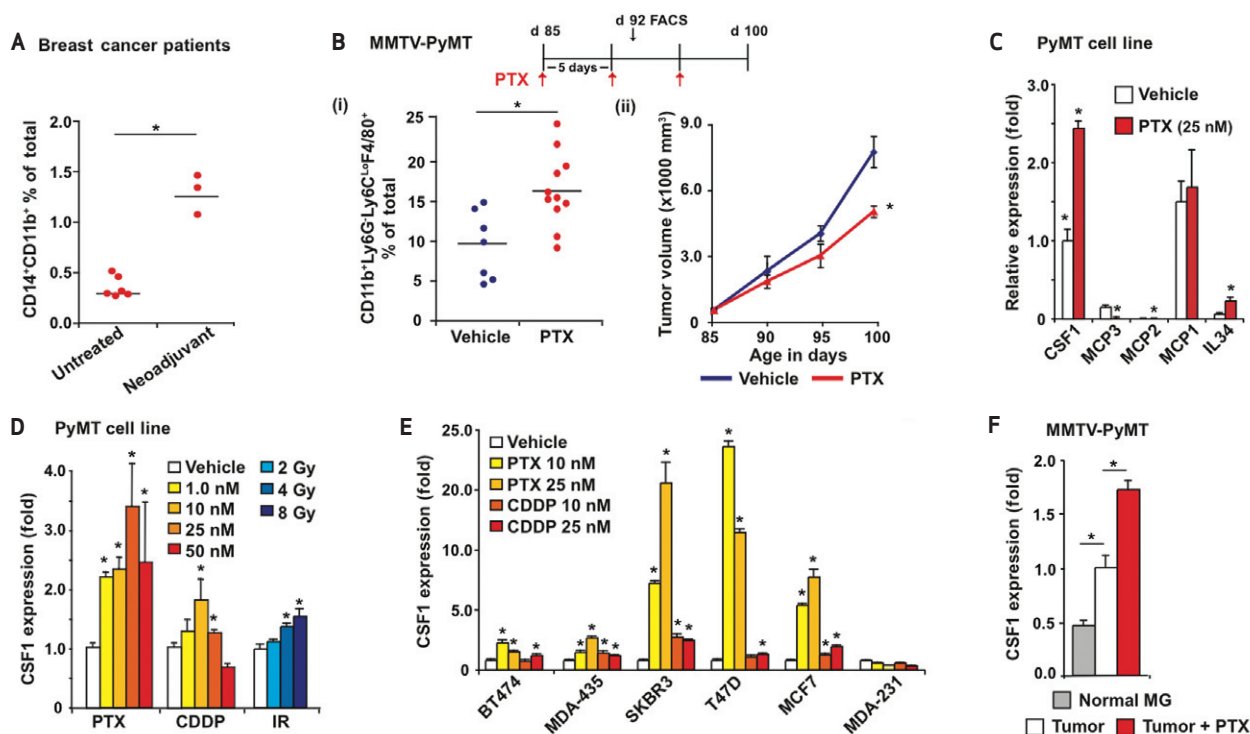 A Breast cancer patients
CD14⁺CD11b⁺ % of total
2.0
1.5
1.0
0.5
0.0
*
Untreated
Neoadjuvant
B MMTV-PyMT
d 85
d 92 FACS
d 100
5 days
PTX
(i)
CD11b⁺Ly6G⁻Ly6CᴸᵒF4/80⁺
% of total
25
20
15
10
5
0
*
Vehicle
PTX
(ii)
Tumor volume (x1000 mm³)
9.0
6.0
3.0
0
*
85 90 95 100
Age in days
Vehicle PTX
C PyMT cell line
Vehicle
PTX (25 nM)
Relative expression (fold)
3.0
2.5
2.0
1.5
1.0
0.5
0
* * * * *
CSF1 MCP3 MCP2 MCP1 IL34
D PyMT cell line
Vehicle
1.0 nM
10 nM
25 nM
50 nM
2 Gy
4 Gy
8 Gy
CSF1 expression (fold)
4.0
3.0
2.0
1.0
0
* * * * * * * *
PTX CDDP IR
E
Vehicle
PTX 10 nM
PTX 25 nM
CDDP 10 nM
CDDP 25 nM
CSF1 expression (fold)
25.0
20.0
10.0
5.0
0
* * * * * * * * * * * * * * * * * *
BT474 MDA-435 SKBR3 T47D MCF7 MDA-231
F MMTV-PyMT
CSF1 expression (fold)
2.0
1.5
1.0
0.5
0.0
* *
Normal MG
Tumor Tumor + PTX